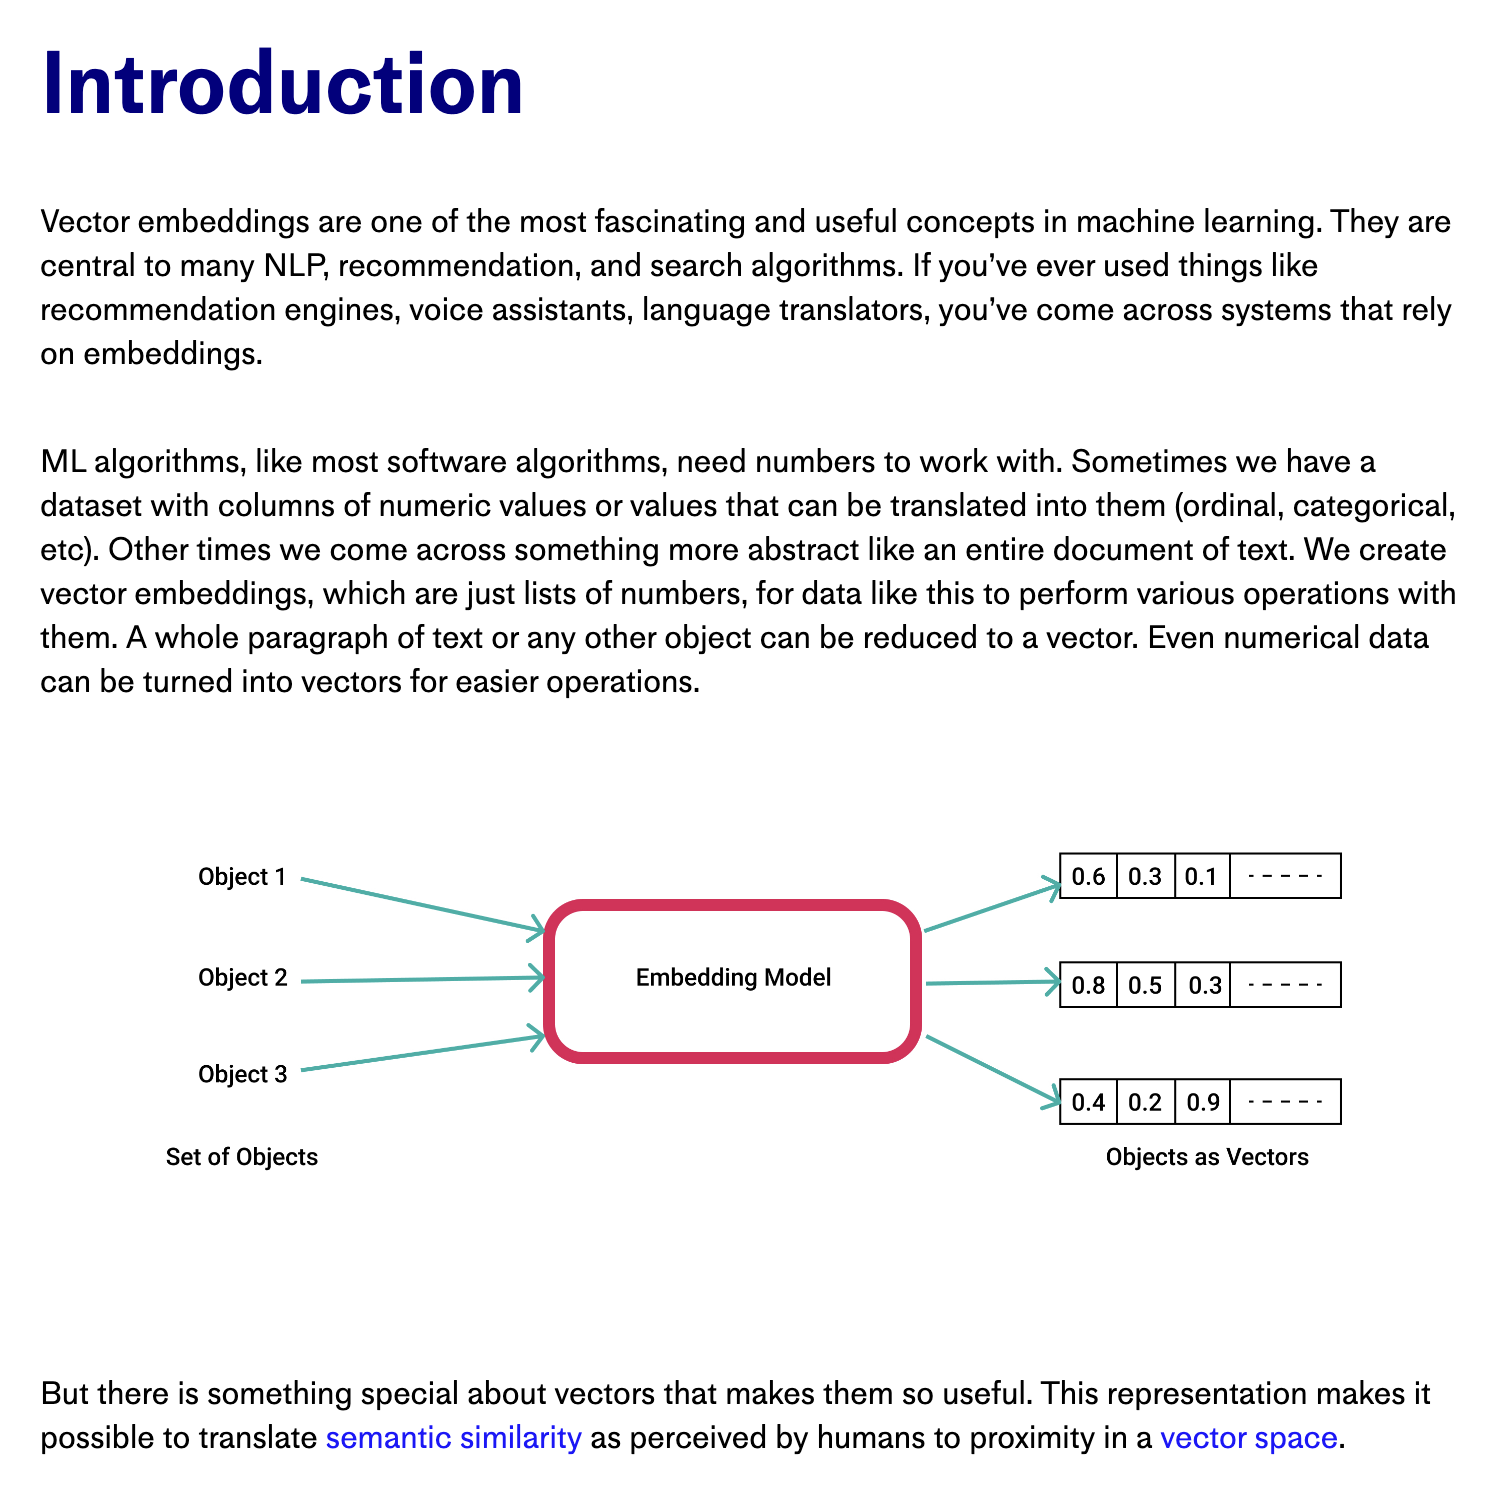 Introduction
Vector embeddings are one of the most fascinating and useful concepts in machine learning. They are
central to many NLP, recommendation, and search algorithms. If you’ve ever used things like
recommendation engines, voice assistants, language translators, you’ve come across systems that rely
on embeddings.
ML algorithms, like most software algorithms, need numbers to work with. Sometimes we have a
dataset with columns of numeric values or values that can be translated into them (ordinal, categorical,
etc). Other times we come across something more abstract like an entire document of text. We create
vector embeddings, which are just lists of numbers, for data like this to perform various operations with
them. A whole paragraph of text or any other object can be reduced to a vector. Even numerical data
can be turned into vectors for easier operations.
Object 1
Object 2
Object 3
Set of Objects
Embedding Model
0.6 0.3 0.1 - - - - -
0.8 0.5 0.3 - - - - -
0.4 0.2 0.9 - - - - -
Objects as Vectors
But there is something special about vectors that makes them so useful. This representation makes it
possible to translate semantic similarity as perceived by humans to proximity in a vector space.